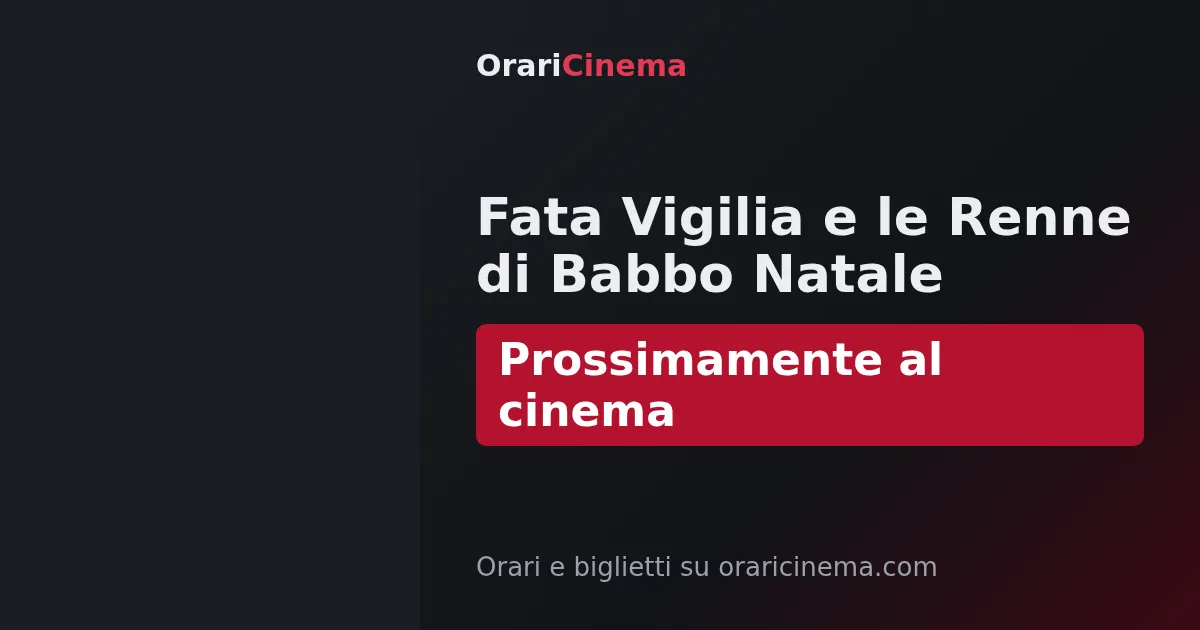 OrariCinema
Fata Vigilia e le Renne
di Babbo Natale
Prossimamente al
cinema
Orari e biglietti su oraricinema.com